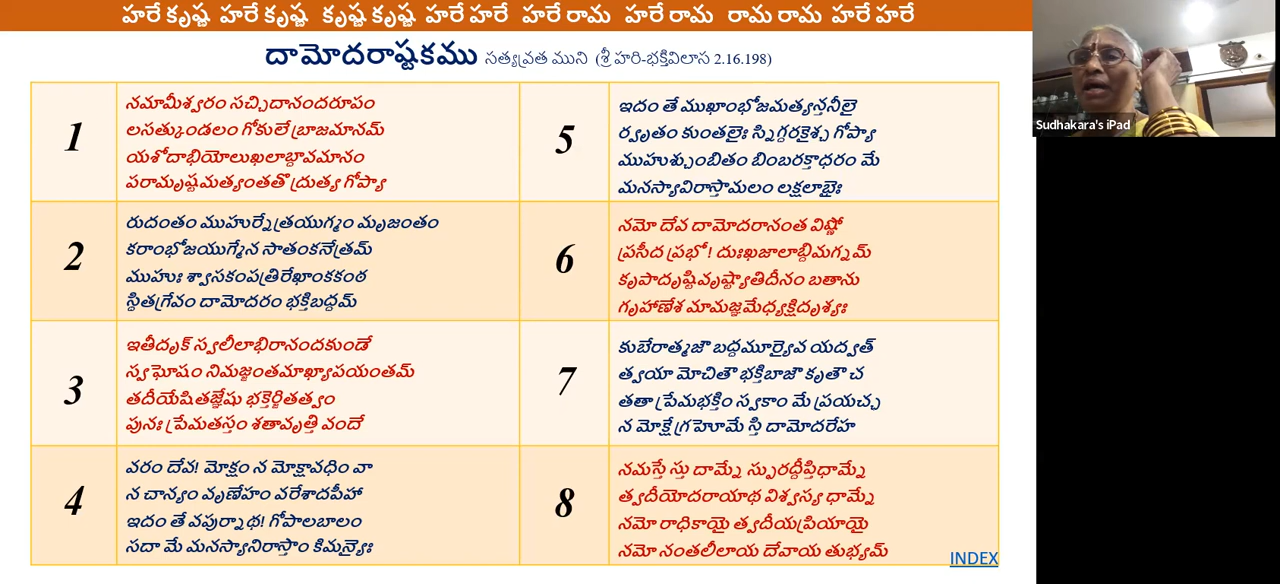 హరే కృష్ణ హరే కృష్ణ కృష్ణ కృష్ణ హరే హరే హరే రామ హరే రామ రామ రామ హరే హరే
దామోదరాష్టకము సత్యవ్రత ముని (శ్రీ హరి-భక్తివిలాస 2.16.198)
1
నమామీశ్వరం సచ్చిదానందరూపం
లసత్కుండలం గోకులే భ్రాజమానమ్
యశోదాభియోలుఖలాద్ధావమానం
పరామృష్టమత్యంతతో ద్రుత్య గోప్యా
2
రుదంతం ముహుర్నేత్రయుగ్మం మృజంతం
కరాంభోజయుగ్మేన సాతంకనేత్రమ్
ముహుః శ్వాసకంపత్రిరేఖాంకకంఠ
స్థితగ్రేవం దామోదరం భక్తిబద్ధమ్
3
ఇతీదృక్ స్వలీలాభిరానందకుండే
స్వఘోషం నిమజ్జంతమాఖ్యాపయంతమ్
తదీయేషితజ్ఞేషు భక్తైర్జితత్వం
పునః ప్రేమతస్తం శతావృత్తి వందే
4
వరం దేవ! మోక్షం న మోక్షావధిం వా
న చాన్యం వృణేహం వరేశాదపీహా
ఇదం తే వపుర్నాథ! గోపాలబాలం
సదా మే మనస్యానిరాస్తాం కిమన్యైః
5
ఇదం తే ముఖాంభోజమత్యన్తనీలై
ర్వృతం కుంతలైః స్నిగ్ధరక్తైశ్చ గోప్యా
ముహుశ్చుంబితం బింబరక్తాధరం మే
మనస్యావిరాస్తామలం లక్షలాభైః
6
నమో దేవ దామోదరానంత విష్ణో
ప్రసీద ప్రభో ! దుఃఖజాలాబ్ధిమగ్నమ్
కృపాదృష్టివృష్ట్యాతిదీనం బతాను
గృహాణేశ మామజ్ఞమేధ్యక్షిదృశ్యః
7
కుబేరాత్మజౌ బద్ధమూర్త్యైవ యద్వత్
త్వయా మోచితౌ భక్తిబాజౌ కృతౌ చ
తతా ప్రేమభక్తిం స్వకాం మే ప్రయచ్ఛ
న మోక్షే గ్రహెూమే స్తి దామోదరేహ
8
నమస్తే స్తు దామ్నే స్ఫురద్దీప్తిధామ్నే
త్వదీయోదరాయాథ విశ్వస్య ధామ్నే
నమో రాధికాయై త్వదీయప్రియాయై
నమో నంతలీలాయ దేవాయ తుభ్యమ్
INDEX
Sudhakara's iPad